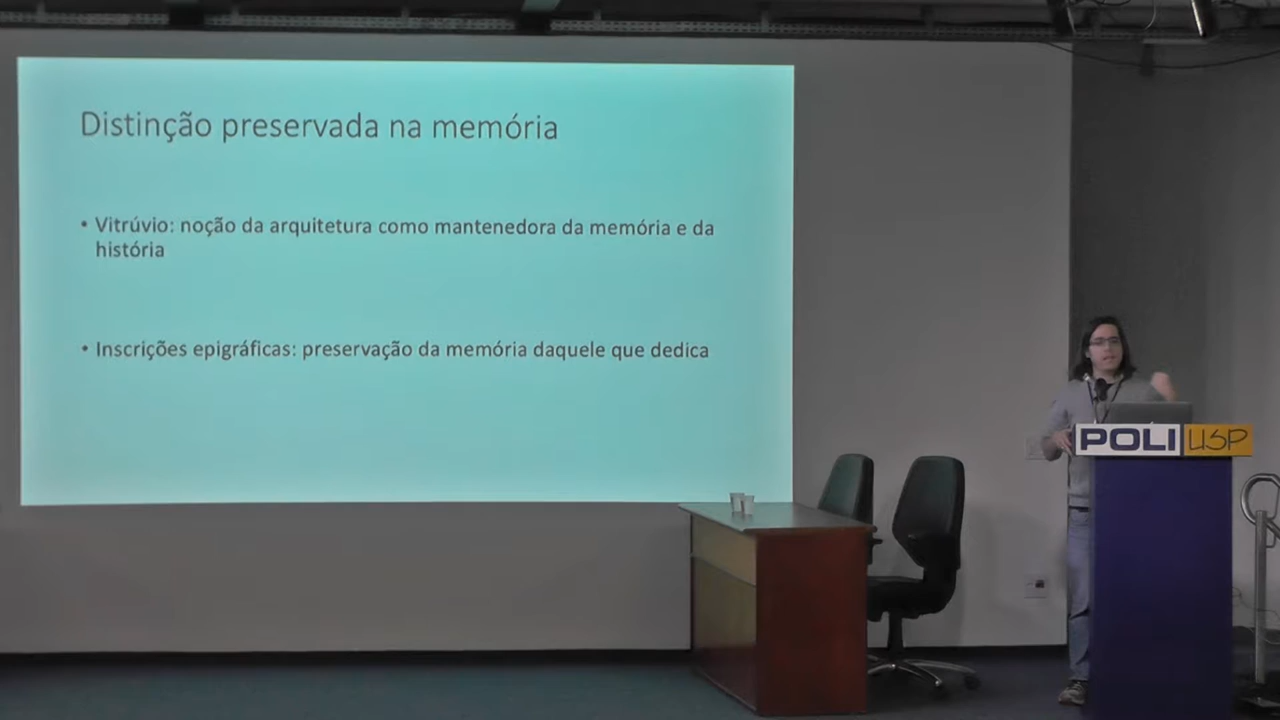 Distinção preservada na memória
• Vitrúvio: noção da arquitetura como mantenedora da memória e da
história
• Inscrições epigráficas: preservação da memória daquele que dedica
POLI USP